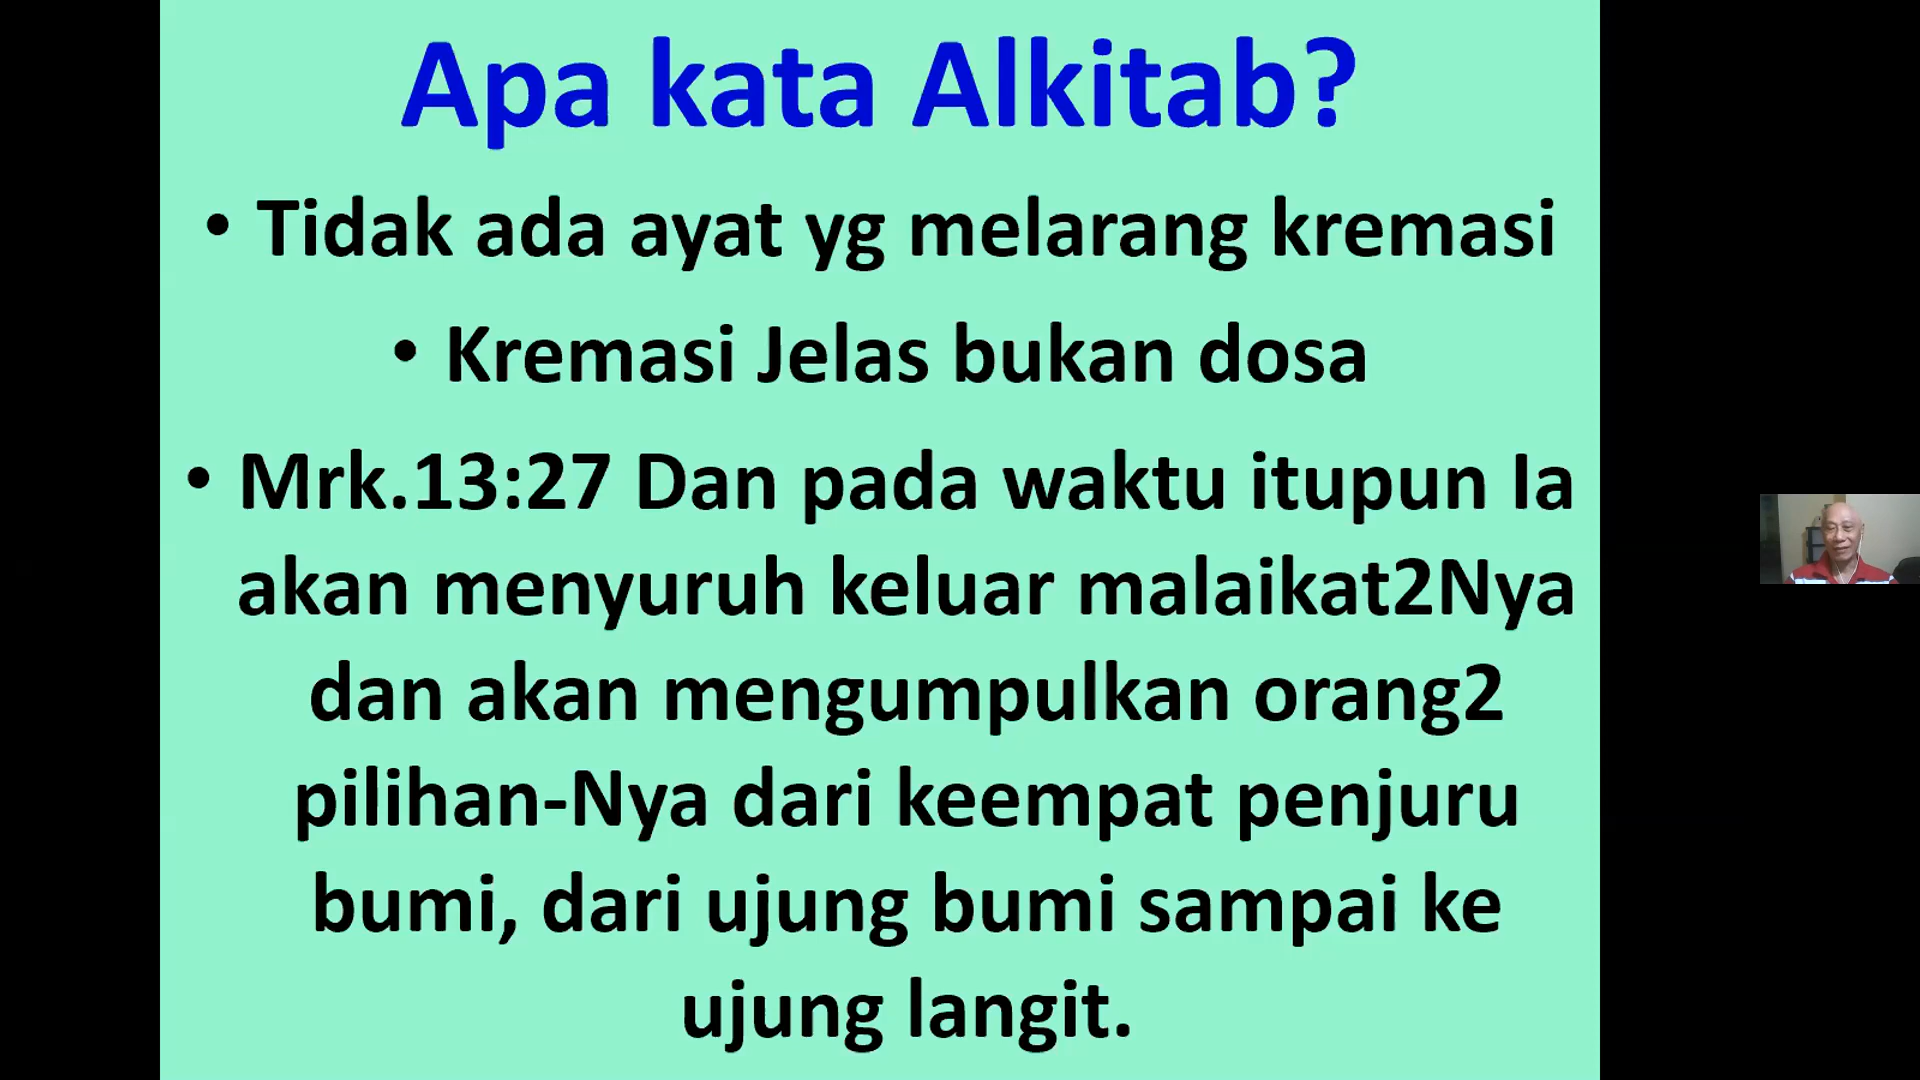 Apa kata Alkitab?
• Tidak ada ayat yg melarang kremasi
• Kremasi Jelas bukan dosa
• Mrk.13:27 Dan pada waktu itupun Ia
akan menyuruh keluar malaikat2Nya
dan akan mengumpulkan orang2
pilihan-Nya dari keempat penjuru
bumi, dari ujung bumi sampai ke
ujung langit.